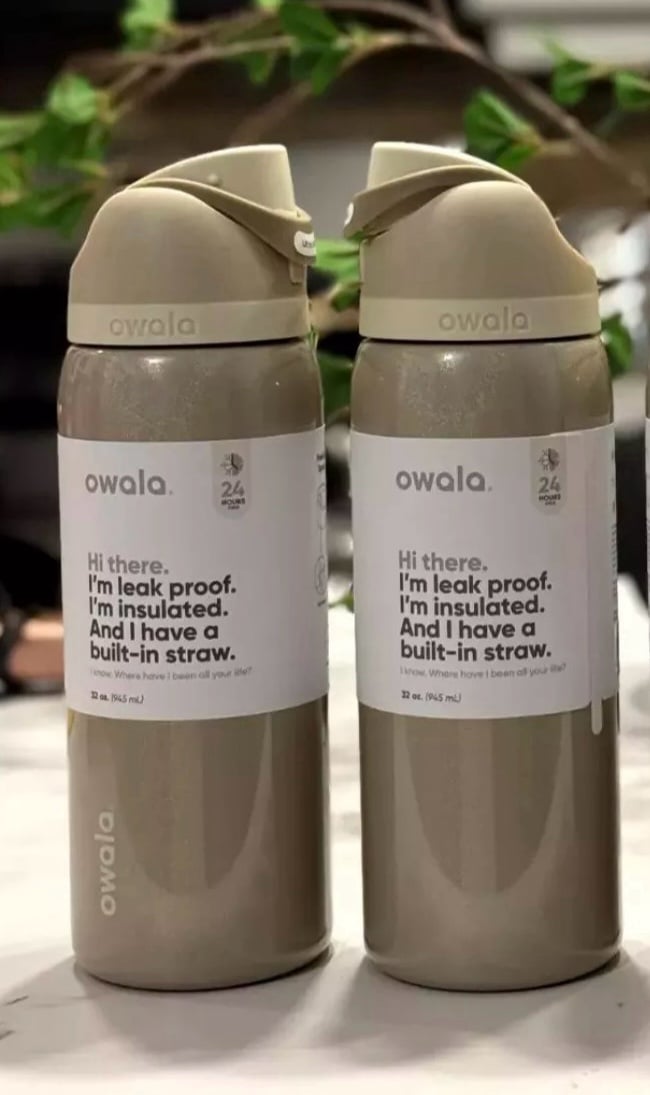 owala
owala
owala.
24
HOURS
COLD
Hi there.
I'm leak proof.
I'm insulated.
And I have a
built-in straw.
I know. Where have I been all your life?
32 oz. (945 mL)
owala
owala.
24
HOURS
COLD
Hi there.
I'm leak proof.
I'm insulated.
And I have a
built-in straw.
I know. Where have I been all your life?
32 oz. (945 mL)